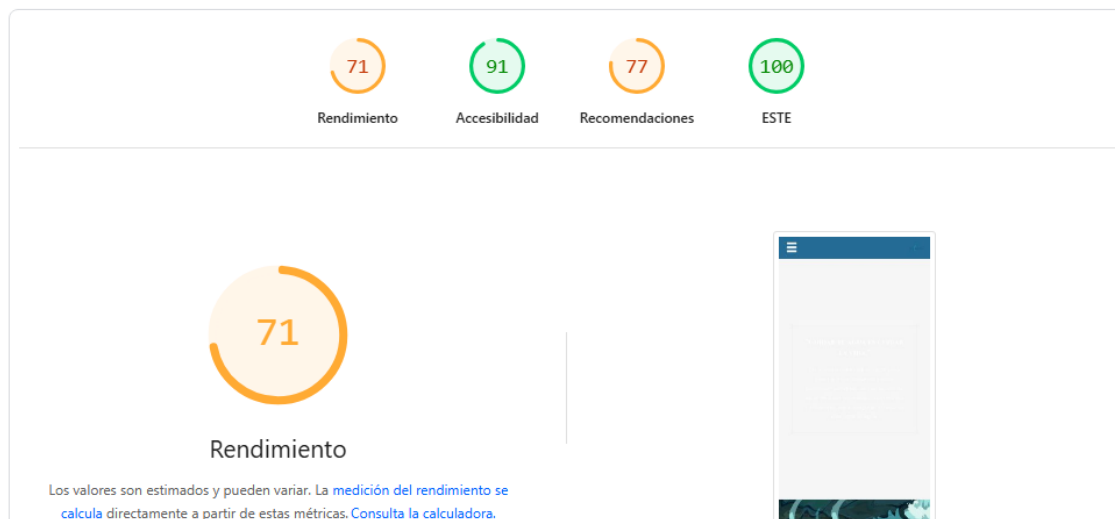 71 91 77 100
Rendimiento Accesibilidad Recomendaciones ESTE
71
Rendimiento
Los valores son estimados y pueden variar. La medición del rendimiento se
calcula directamente a partir de estas métricas. Consulta la calculadora.